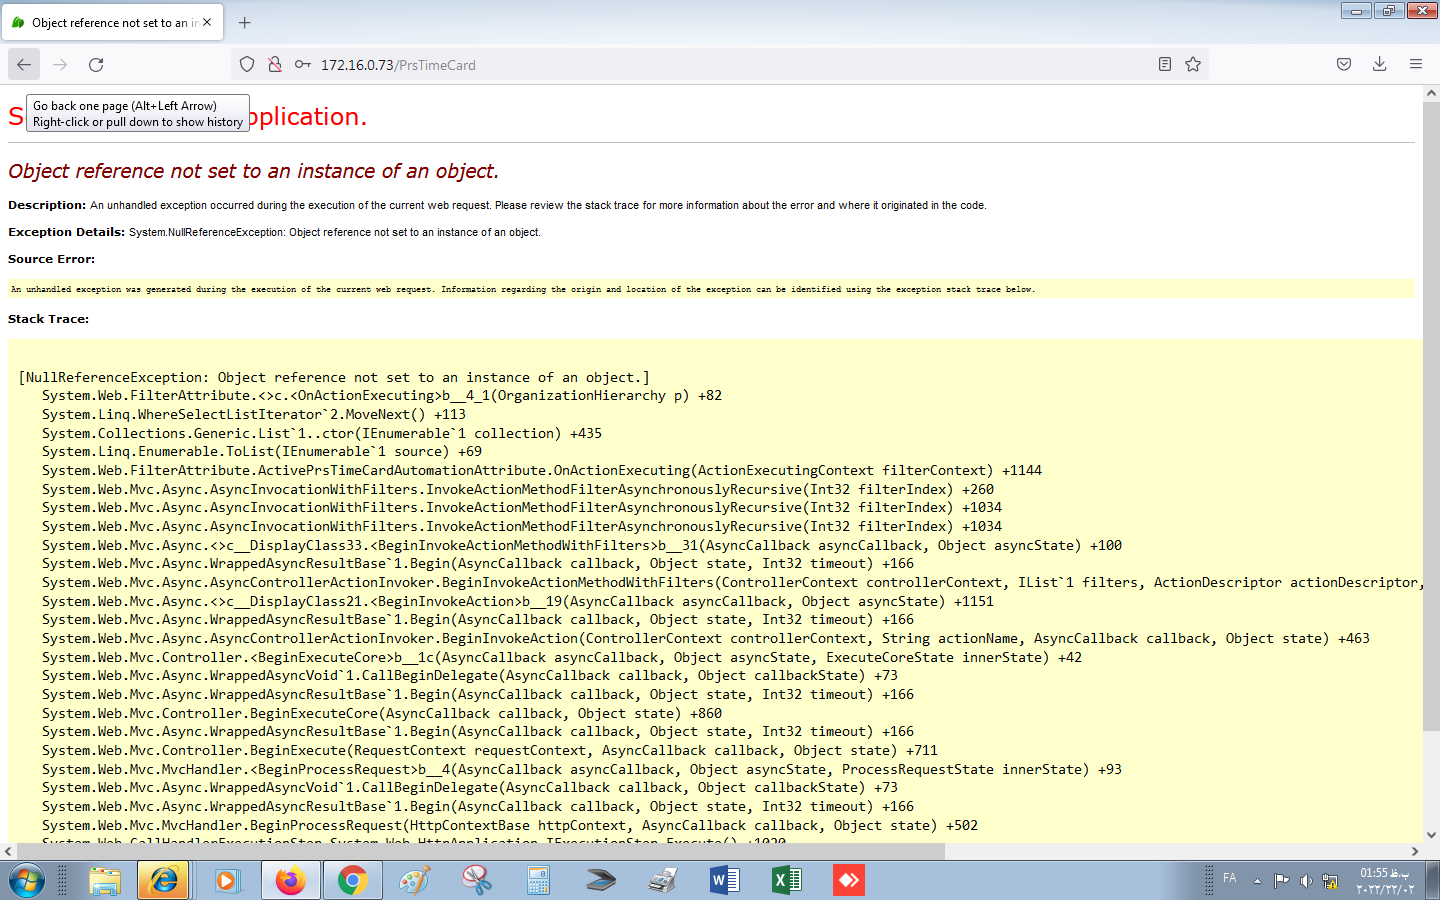 Object reference not set to an in
172.16.0.73/PrsTimeCard
Go back one page (Alt+Left Arrow)
Right-click or pull down to show history
S plication.
Object reference not set to an instance of an object.
Description: An unhandled exception occurred during the execution of the current web request. Please review the stack trace for more information about the error and where it originated in the code.
Exception Details: System.NullReferenceException: Object reference not set to an instance of an object.
Source Error:
An unhandled exception was generated during the execution of the current web request. Information regarding the origin and location of the exception can be identified using the exception stack trace below.
Stack Trace:
[NullReferenceException: Object reference not set to an instance of an object.]
System.Web.FilterAttribute.<>c.<OnActionExecuting>b__4_1(OrganizationHierarchy p) +82
System.Linq.WhereSelectListIterator`2.MoveNext() +113
System.Collections.Generic.List`1..ctor(IEnumerable`1 collection) +435
System.Linq.Enumerable.ToList(IEnumerable`1 source) +69
System.Web.FilterAttribute.ActivePrsTimeCardAutomationAttribute.OnActionExecuting(ActionExecutingContext filterContext) +1144
System.Web.Mvc.Async.AsyncInvocationWithFilters.InvokeActionMethodFilterAsynchronouslyRecursive(Int32 filterIndex) +260
System.Web.Mvc.Async.AsyncInvocationWithFilters.InvokeActionMethodFilterAsynchronouslyRecursive(Int32 filterIndex) +1034
System.Web.Mvc.Async.AsyncInvocationWithFilters.InvokeActionMethodFilterAsynchronouslyRecursive(Int32 filterIndex) +1034
System.Web.Mvc.Async.<>c__DisplayClass33.<BeginInvokeActionMethodWithFilters>b__31(AsyncCallback asyncCallback, Object asyncState) +100
System.Web.Mvc.Async.WrappedAsyncResultBase`1.Begin(AsyncCallback callback, Object state, Int32 timeout) +166
System.Web.Mvc.Async.AsyncControllerActionInvoker.BeginInvokeActionMethodWithFilters(ControllerContext controllerContext, IList`1 filters, ActionDescriptor actionDescriptor,
System.Web.Mvc.Async.<>c__DisplayClass21.<BeginInvokeAction>b__19(AsyncCallback asyncCallback, Object asyncState) +1151
System.Web.Mvc.Async.WrappedAsyncResultBase`1.Begin(AsyncCallback callback, Object state, Int32 timeout) +166
System.Web.Mvc.Async.AsyncControllerActionInvoker.BeginInvokeAction(ControllerContext controllerContext, String actionName, AsyncCallback callback, Object state) +463
System.Web.Mvc.Controller.<BeginExecuteCore>b__1c(AsyncCallback asyncCallback, Object asyncState, ExecuteCoreState innerState) +42
System.Web.Mvc.Async.WrappedAsyncVoid`1.CallBeginDelegate(AsyncCallback callback, Object callbackState) +73
System.Web.Mvc.Async.WrappedAsyncResultBase`1.Begin(AsyncCallback callback, Object state, Int32 timeout) +166
System.Web.Mvc.Controller.BeginExecuteCore(AsyncCallback callback, Object state) +860
System.Web.Mvc.Async.WrappedAsyncResultBase`1.Begin(AsyncCallback callback, Object state, Int32 timeout) +166
System.Web.Mvc.Controller.BeginExecute(RequestContext requestContext, AsyncCallback callback, Object state) +711
System.Web.Mvc.MvcHandler.<BeginProcessRequest>b__4(AsyncCallback asyncCallback, Object asyncState, ProcessRequestState innerState) +93
System.Web.Mvc.Async.WrappedAsyncVoid`1.CallBeginDelegate(AsyncCallback callback, Object callbackState) +73
System.Web.Mvc.Async.WrappedAsyncResultBase`1.Begin(AsyncCallback callback, Object state, Int32 timeout) +166
System.Web.Mvc.MvcHandler.BeginProcessRequest(HttpContextBase httpContext, AsyncCallback callback, Object state) +502
System.Web.CallHandlerExecutionStep.System.Web.HttpApplication.IExecutionStep.Execute() +1020
FA
01:55 ب.ظ
۲۰۲۲/۲۲/۰۲